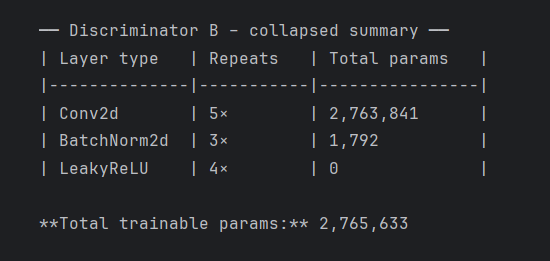 ── Discriminator B – collapsed summary ──
| Layer type   | Repeats   | Total params   |
|--------------|-----------|----------------|
| Conv2d       | 5×        | 2,763,841      |
| BatchNorm2d  | 3×        | 1,792          |
| LeakyReLU    | 4×        | 0              |
**Total trainable params:** 2,765,633